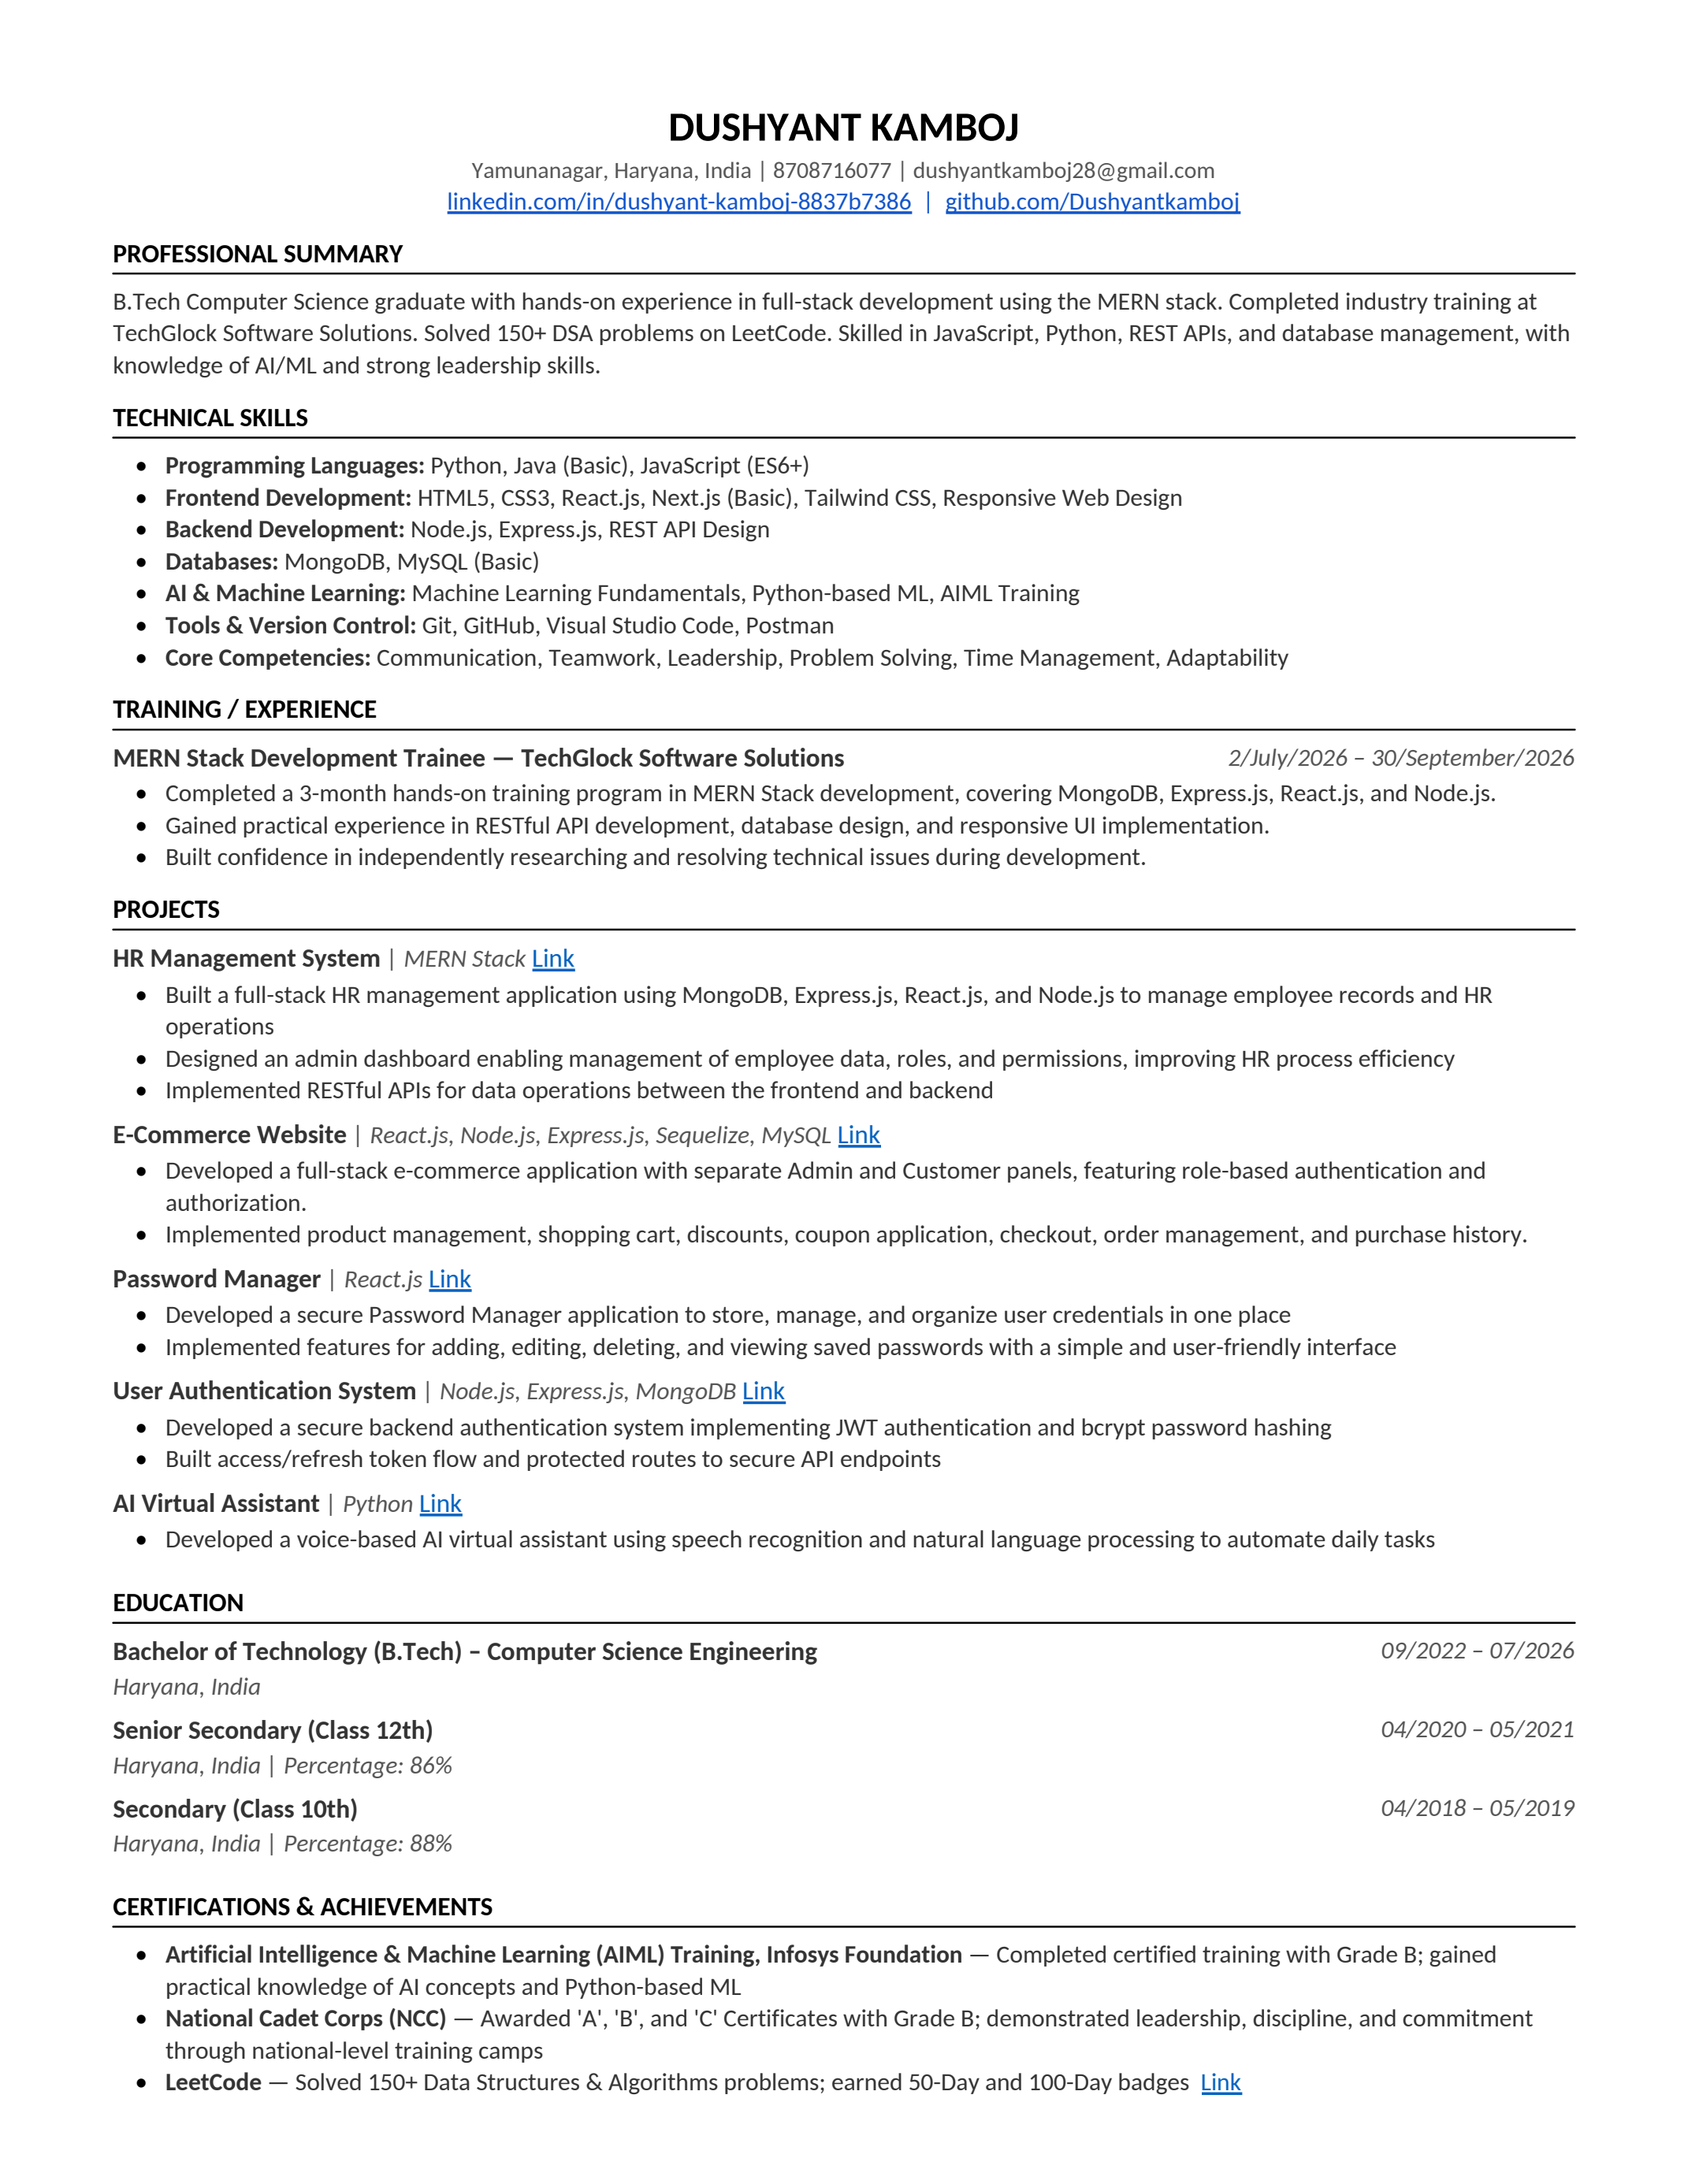 DUSHYANT KAMBOJ
Yamunanagar, Haryana, India | 8708716077 | dushyantkamboj28@gmail.com
linkedin.com/in/dushyant-kamboj-8837b7386 | github.com/Dushyantkamboj
PROFESSIONAL SUMMARY
B.Tech Computer Science graduate with hands-on experience in full-stack development using the MERN stack. Completed industry training at
TechGlock Software Solutions. Solved 150+ DSA problems on LeetCode. Skilled in JavaScript, Python, REST APIs, and database management, with
knowledge of AI/ML and strong leadership skills.
TECHNICAL SKILLS
• Programming Languages: Python, Java (Basic), JavaScript (ES6+)
• Frontend Development: HTML5, CSS3, React.js, Next.js (Basic), Tailwind CSS, Responsive Web Design
• Backend Development: Node.js, Express.js, REST API Design
• Databases: MongoDB, MySQL (Basic)
• AI & Machine Learning: Machine Learning Fundamentals, Python-based ML, AIML Training
• Tools & Version Control: Git, GitHub, Visual Studio Code, Postman
• Core Competencies: Communication, Teamwork, Leadership, Problem Solving, Time Management, Adaptability
TRAINING / EXPERIENCE
MERN Stack Development Trainee — TechGlock Software Solutions 2/July/2026 – 30/September/2026
• Completed a 3-month hands-on training program in MERN Stack development, covering MongoDB, Express.js, React.js, and Node.js.
• Gained practical experience in RESTful API development, database design, and responsive UI implementation.
• Built confidence in independently researching and resolving technical issues during development.
PROJECTS
HR Management System | MERN Stack Link
• Built a full-stack HR management application using MongoDB, Express.js, React.js, and Node.js to manage employee records and HR
operations
• Designed an admin dashboard enabling management of employee data, roles, and permissions, improving HR process efficiency
• Implemented RESTful APIs for data operations between the frontend and backend
E-Commerce Website | React.js, Node.js, Express.js, Sequelize, MySQL Link
• Developed a full-stack e-commerce application with separate Admin and Customer panels, featuring role-based authentication and
authorization.
• Implemented product management, shopping cart, discounts, coupon application, checkout, order management, and purchase history.
Password Manager | React.js Link
• Developed a secure Password Manager application to store, manage, and organize user credentials in one place
• Implemented features for adding, editing, deleting, and viewing saved passwords with a simple and user-friendly interface
User Authentication System | Node.js, Express.js, MongoDB Link
• Developed a secure backend authentication system implementing JWT authentication and bcrypt password hashing
• Built access/refresh token flow and protected routes to secure API endpoints
AI Virtual Assistant | Python Link
• Developed a voice-based AI virtual assistant using speech recognition and natural language processing to automate daily tasks
EDUCATION
Bachelor of Technology (B.Tech) – Computer Science Engineering 09/2022 – 07/2026
Haryana, India
Senior Secondary (Class 12th) 04/2020 – 05/2021
Haryana, India | Percentage: 86%
Secondary (Class 10th) 04/2018 – 05/2019
Haryana, India | Percentage: 88%
CERTIFICATIONS & ACHIEVEMENTS
• Artificial Intelligence & Machine Learning (AIML) Training, Infosys Foundation — Completed certified training with Grade B; gained
practical knowledge of AI concepts and Python-based ML
• National Cadet Corps (NCC) — Awarded 'A', 'B', and 'C' Certificates with Grade B; demonstrated leadership, discipline, and commitment
through national-level training camps
• LeetCode — Solved 150+ Data Structures & Algorithms problems; earned 50-Day and 100-Day badges Link